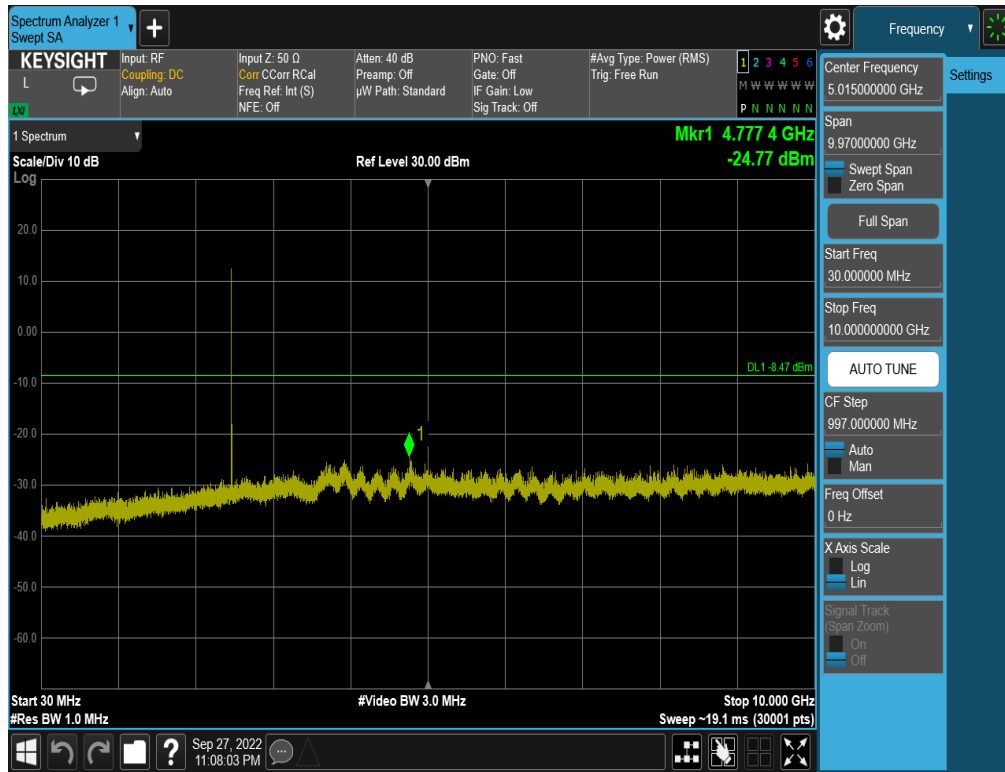 Spectrum Analyzer 1
Swept SA
Frequency
KEYSIGHT
L
LXI
Input: RF
Coupling: DC
Align: Auto
Input Z: 50 Ω
Corr CCorr RCal
Freq Ref: Int (S)
NFE: Off
Atten: 40 dB
Preamp: Off
µW Path: Standard
PNO: Fast
Gate: Off
IF Gain: Low
Sig Track: Off
#Avg Type: Power (RMS)
Trig: Free Run
1 2 3 4 5 6
M W W W W W
P N N N N N
1 Spectrum
Mkr1 4.777 4 GHz
-24.77 dBm
Scale/Div 10 dB
Ref Level 30.00 dBm
Log
20.0
10.0
0.00
DL1 -8.47 dBm
-10.0
-20.0
1
-30.0
-40.0
-50.0
-60.0
Start 30 MHz
#Video BW 3.0 MHz
Stop 10.000 GHz
#Res BW 1.0 MHz
Sweep ~19.1 ms (30001 pts)
Center Frequency
5.015000000 GHz
Settings
Span
9.97000000 GHz
Swept Span
Zero Span
Full Span
Start Freq
30.000000 MHz
Stop Freq
10.000000000 GHz
AUTO TUNE
CF Step
997.000000 MHz
Auto
Man
Freq Offset
0 Hz
X Axis Scale
Log
Lin
Signal Track
(Span Zoom)
On
Off
?
Sep 27, 2022
11:08:03 PM